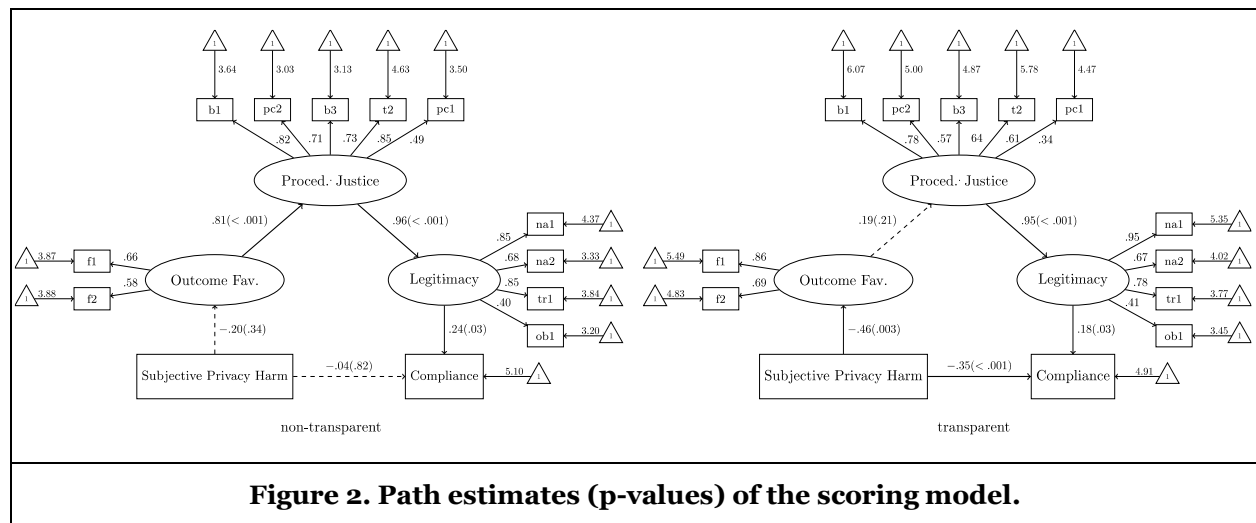 1 1 1 1 1 1 1 1 1 1
3.64 3.03 3.13 4.63 3.50 6.07 5.00 4.87 5.78 4.47
b1 pc2 b3 t2 pc1 b1 pc2 b3 t2 pc1
.82 .71 .73 .85 .49 .78 .57 64 .61 .34
Proced. Justice Proced. Justice
.81(< .001) .96(< .001) .19(.21) .95(< .001)
na1 4.37 1 na1 5.35 1
.85 .95
1 3.87 f1 .66 .68 na2 3.33 1 1 5.49 f1 .86 .67 na2 4.02 1
Outcome Fav. Legitimacy Outcome Fav. Legitimacy
1 3.88 f2 .58 .85 tr1 3.84 1 1 4.83 f2 .69 .78 tr1 3.77 1
.40 .41
ob1 3.20 1 ob1 3.45 1
−.20(.34) .24(.03) −.46(.003) .18(.03)
Subjective Privacy Harm −.04(.82) Compliance 5.10 1 Subjective Privacy Harm −.35(< .001) Compliance 4.91 1
non-transparent transparent
Figure 2. Path estimates (p-values) of the scoring model.